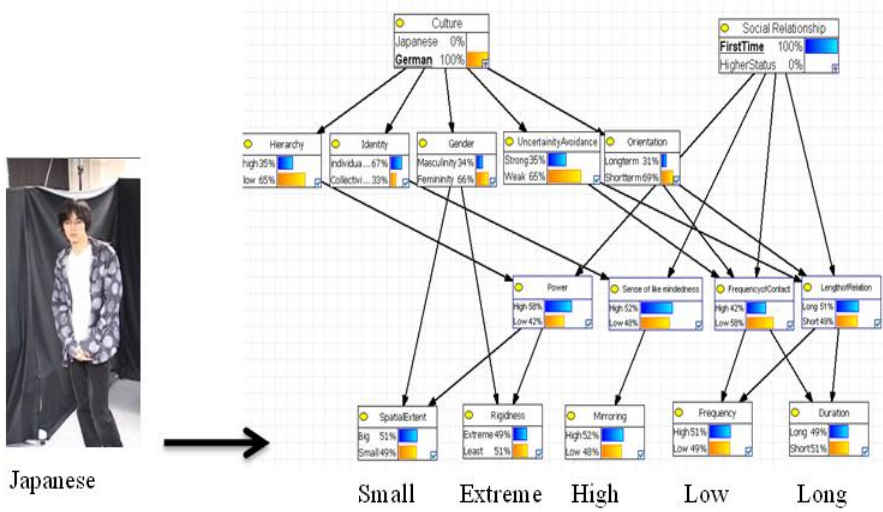 Culture
Japanese 0%
German 100%
Social Relationship
FirstTime 100%
HigherStatus 0%
Hierarchy
high 35%
low 65%
Identity
Individua... 67%
Collectivi... 33%
Gender
Masculinity 34%
Femininity 66%
UncertainityAvoidance
Strong 35%
Weak 65%
Orientation
Longterm 31%
Shortterm 69%
Power
High 58%
Low 42%
Sense of like mindedness
High 52%
Low 48%
FrequencyofContact
High 42%
Low 58%
LengthofRelation
Long 51%
Short 49%
SpatialExtent
Big 51%
Small 49%
Rigidness
Extreme 49%
Least 51%
Mirroring
High 52%
Low 48%
Frequency
High 51%
Low 49%
Duration
Long 49%
Short 51%
Japanese
Small Extreme High Low Long